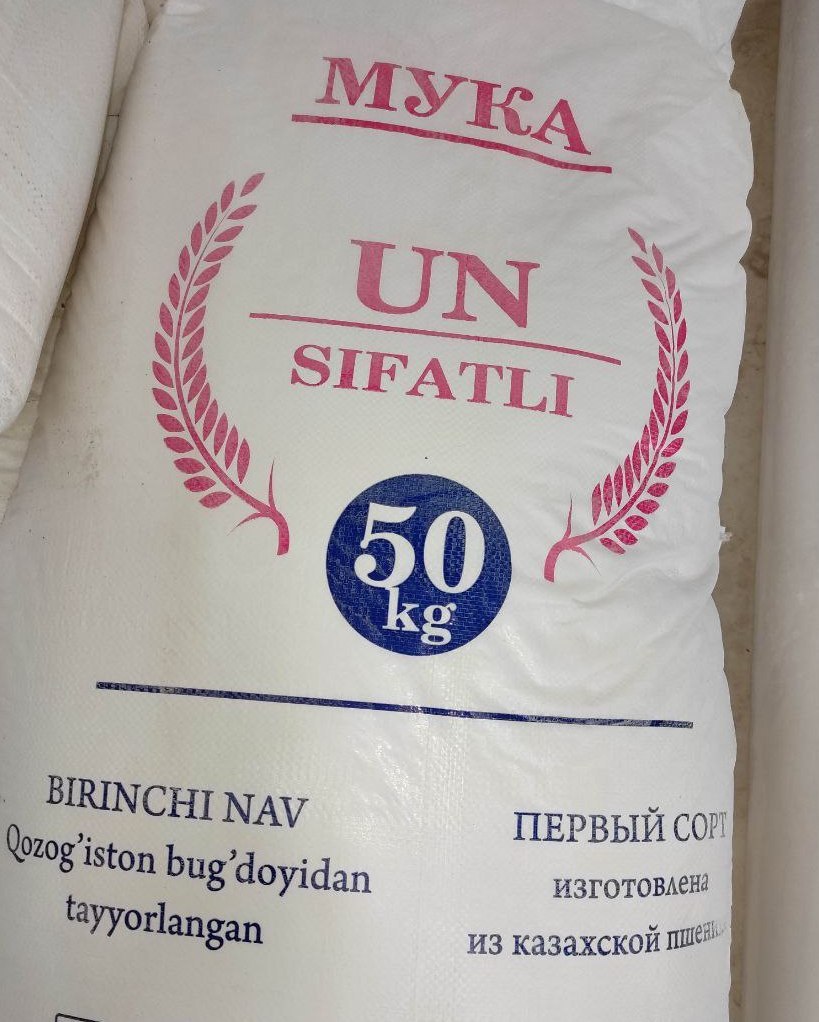 МУКА
UN
SIFATLI
50
kg
BIRINCHI NAV
Qozog'iston bug'doyidan
tayyorlangan
ПЕРВЫЙ СОРТ
изготовлена
из казахской